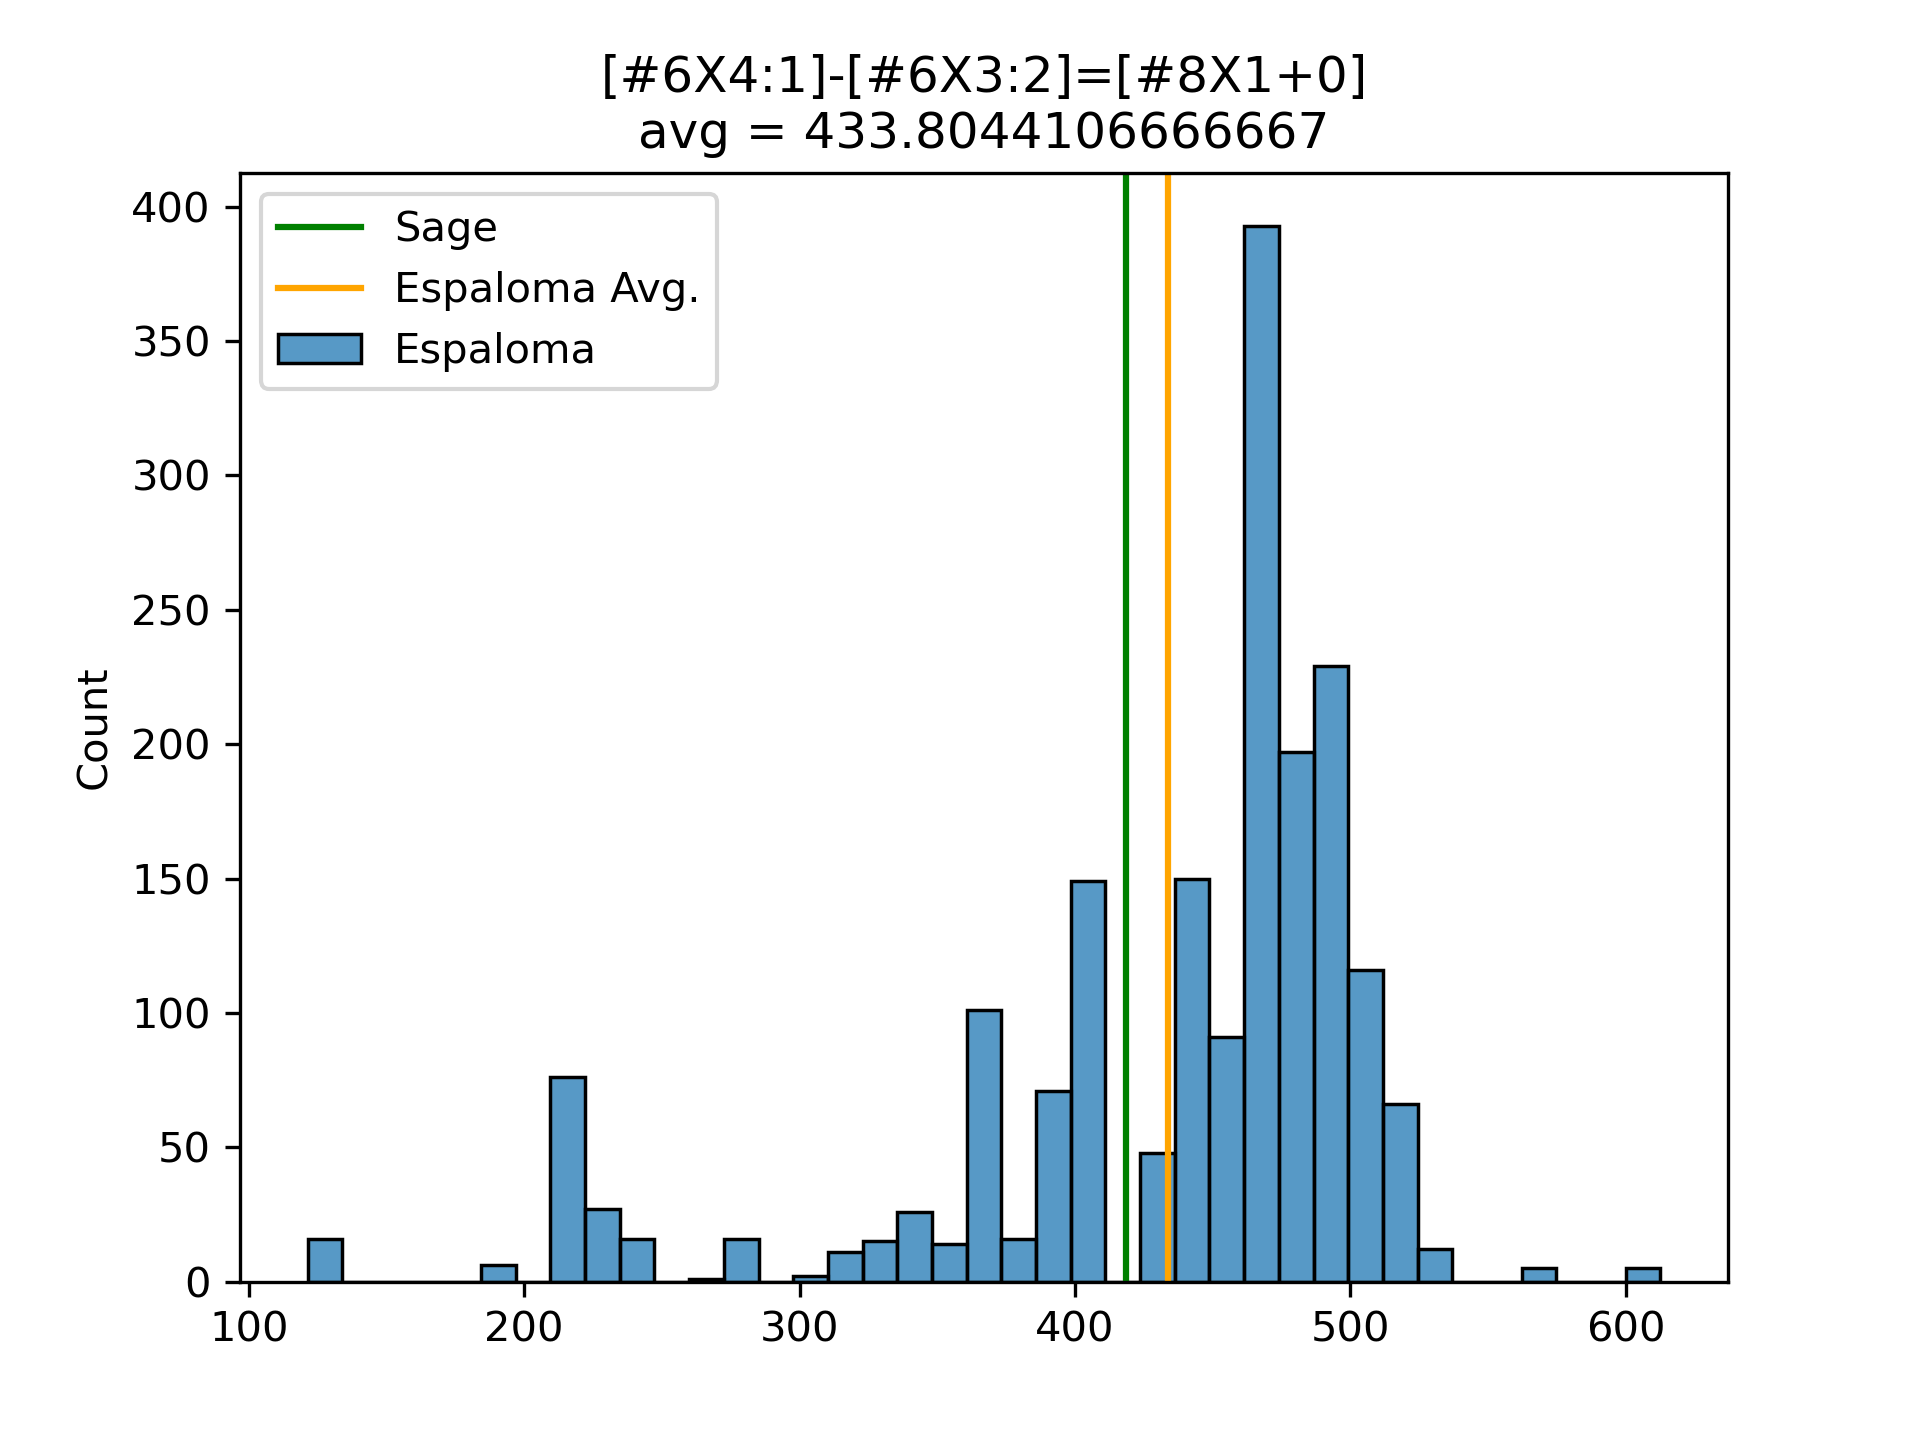 [#6X4:1]-[#6X3:2]=[#8X1+0]
avg = 433.8044106666667
Sage
Espaloma Avg.
Espaloma
Count
400
350
300
250
200
150
100
50
0
100 200 300 400 500 600